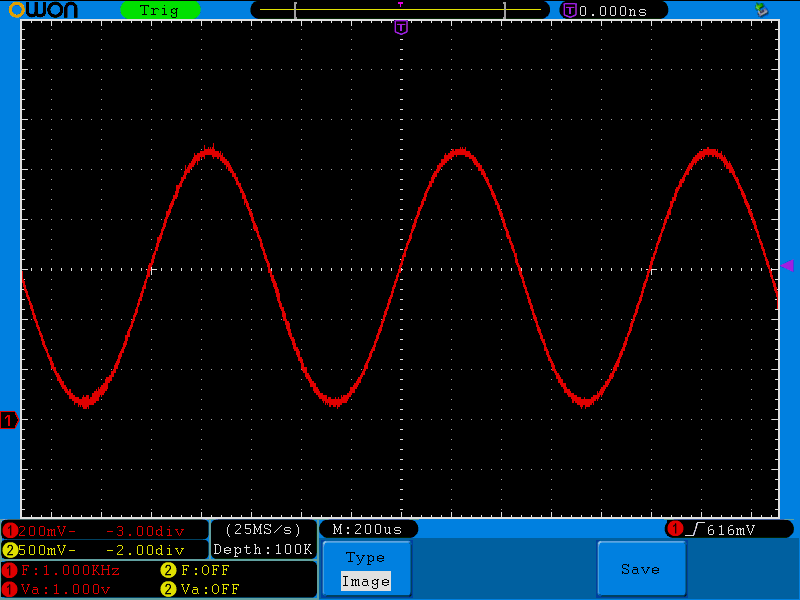 OWON Trig T 0.000ns
T
1
1 200mV- -3.00div (25MS/s) M:200us 1 616mV
2 500mV- -2.00div Depth:100K
Type
Image
Save
1 F:1.000KHz 2 F:OFF
1 Va:1.000v 2 Va:OFF